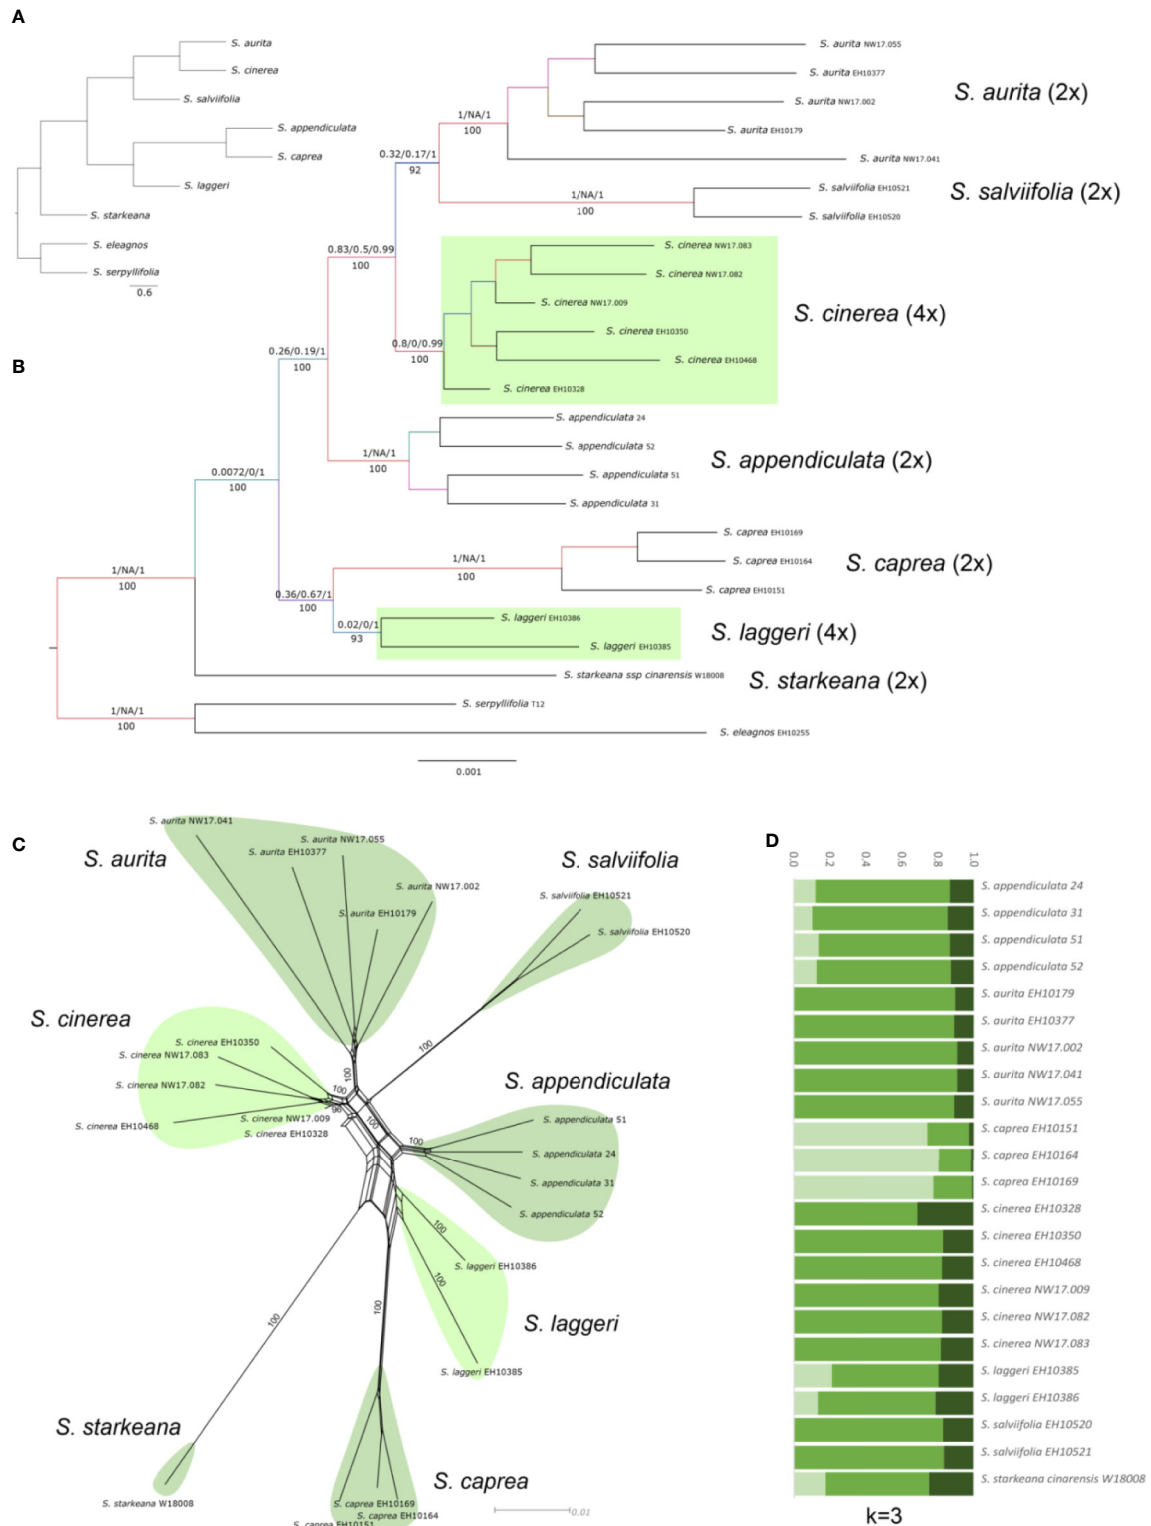 A
S. aurita
S. cinerea
S. salviifolia
S. appendiculata
S. caprea
S. laggeri
S. starkeana
S. eleagnos
S. serpyllifolia
0.6
B
S. aurita NW17.055
S. aurita EH10377
S. aurita NW17.002
S. aurita EH10179
S. aurita NW17.041
S. aurita (2x)
1/NA/1
100
0.32/0.17/1
92
1/NA/1
100
S. salviifolia EH10521
S. salviifolia EH10520
S. salviifolia (2x)
0.83/0.5/0.99
100
S. cinerea NW17.083
S. cinerea NW17.082
S. cinerea NW17.009
S. cinerea EH10350
S. cinerea EH10468
S. cinerea EH10328
S. cinerea (4x)
0.8/0/0.99
100
0.26/0.19/1
100
S. appendiculata 24
S. appendiculata 52
S. appendiculata 51
S. appendiculata 31
S. appendiculata (2x)
1/NA/1
100
0.0072/0/1
100
S. caprea EH10169
S. caprea EH10164
S. caprea EH10151
S. caprea (2x)
1/NA/1
100
1/NA/1
100
0.36/0.67/1
100
S. laggeri EH10386
S. laggeri EH10385
S. laggeri (4x)
0.02/0/1
93
S. starkeana ssp cinarensis W18008
S. starkeana (2x)
S. serpyllifolia T12
S. eleagnos EH10255
1/NA/1
100
0.001
C
S. aurita NW17.041
S. aurita NW17.055
S. aurita EH10377
S. aurita NW17.002
S. aurita EH10179
S. aurita
S. salviifolia
S. salviifolia EH10521
S. salviifolia EH10520
S. cinerea
S. cinerea EH10350
S. cinerea NW17.083
S. cinerea NW17.082
S. cinerea NW17.009
S. cinerea EH10468
S. cinerea EH10328
100
100
100
96
100
100
S. appendiculata
S. appendiculata 51
S. appendiculata 24
S. appendiculata 31
S. appendiculata 52
100
100
S. laggeri EH10386
S. laggeri
S. laggeri EH10385
100
100
S. starkeana
S. starkeana W18008
S. caprea
S. caprea EH10169
S. caprea EH10164
S. caprea EH10151
0.01
D
0.0
0.2
0.4
0.6
0.8
1.0
S. appendiculata 24
S. appendiculata 31
S. appendiculata 51
S. appendiculata 52
S. aurita EH10179
S. aurita EH10377
S. aurita NW17.002
S. aurita NW17.041
S. aurita NW17.055
S. caprea EH10151
S. caprea EH10164
S. caprea EH10169
S. cinerea EH10328
S. cinerea EH10350
S. cinerea EH10468
S. cinerea NW17.009
S. cinerea NW17.082
S. cinerea NW17.083
S. laggeri EH10385
S. laggeri EH10386
S. salviifolia EH10520
S. salviifolia EH10521
S. starkeana cinarensis W18008
k=3